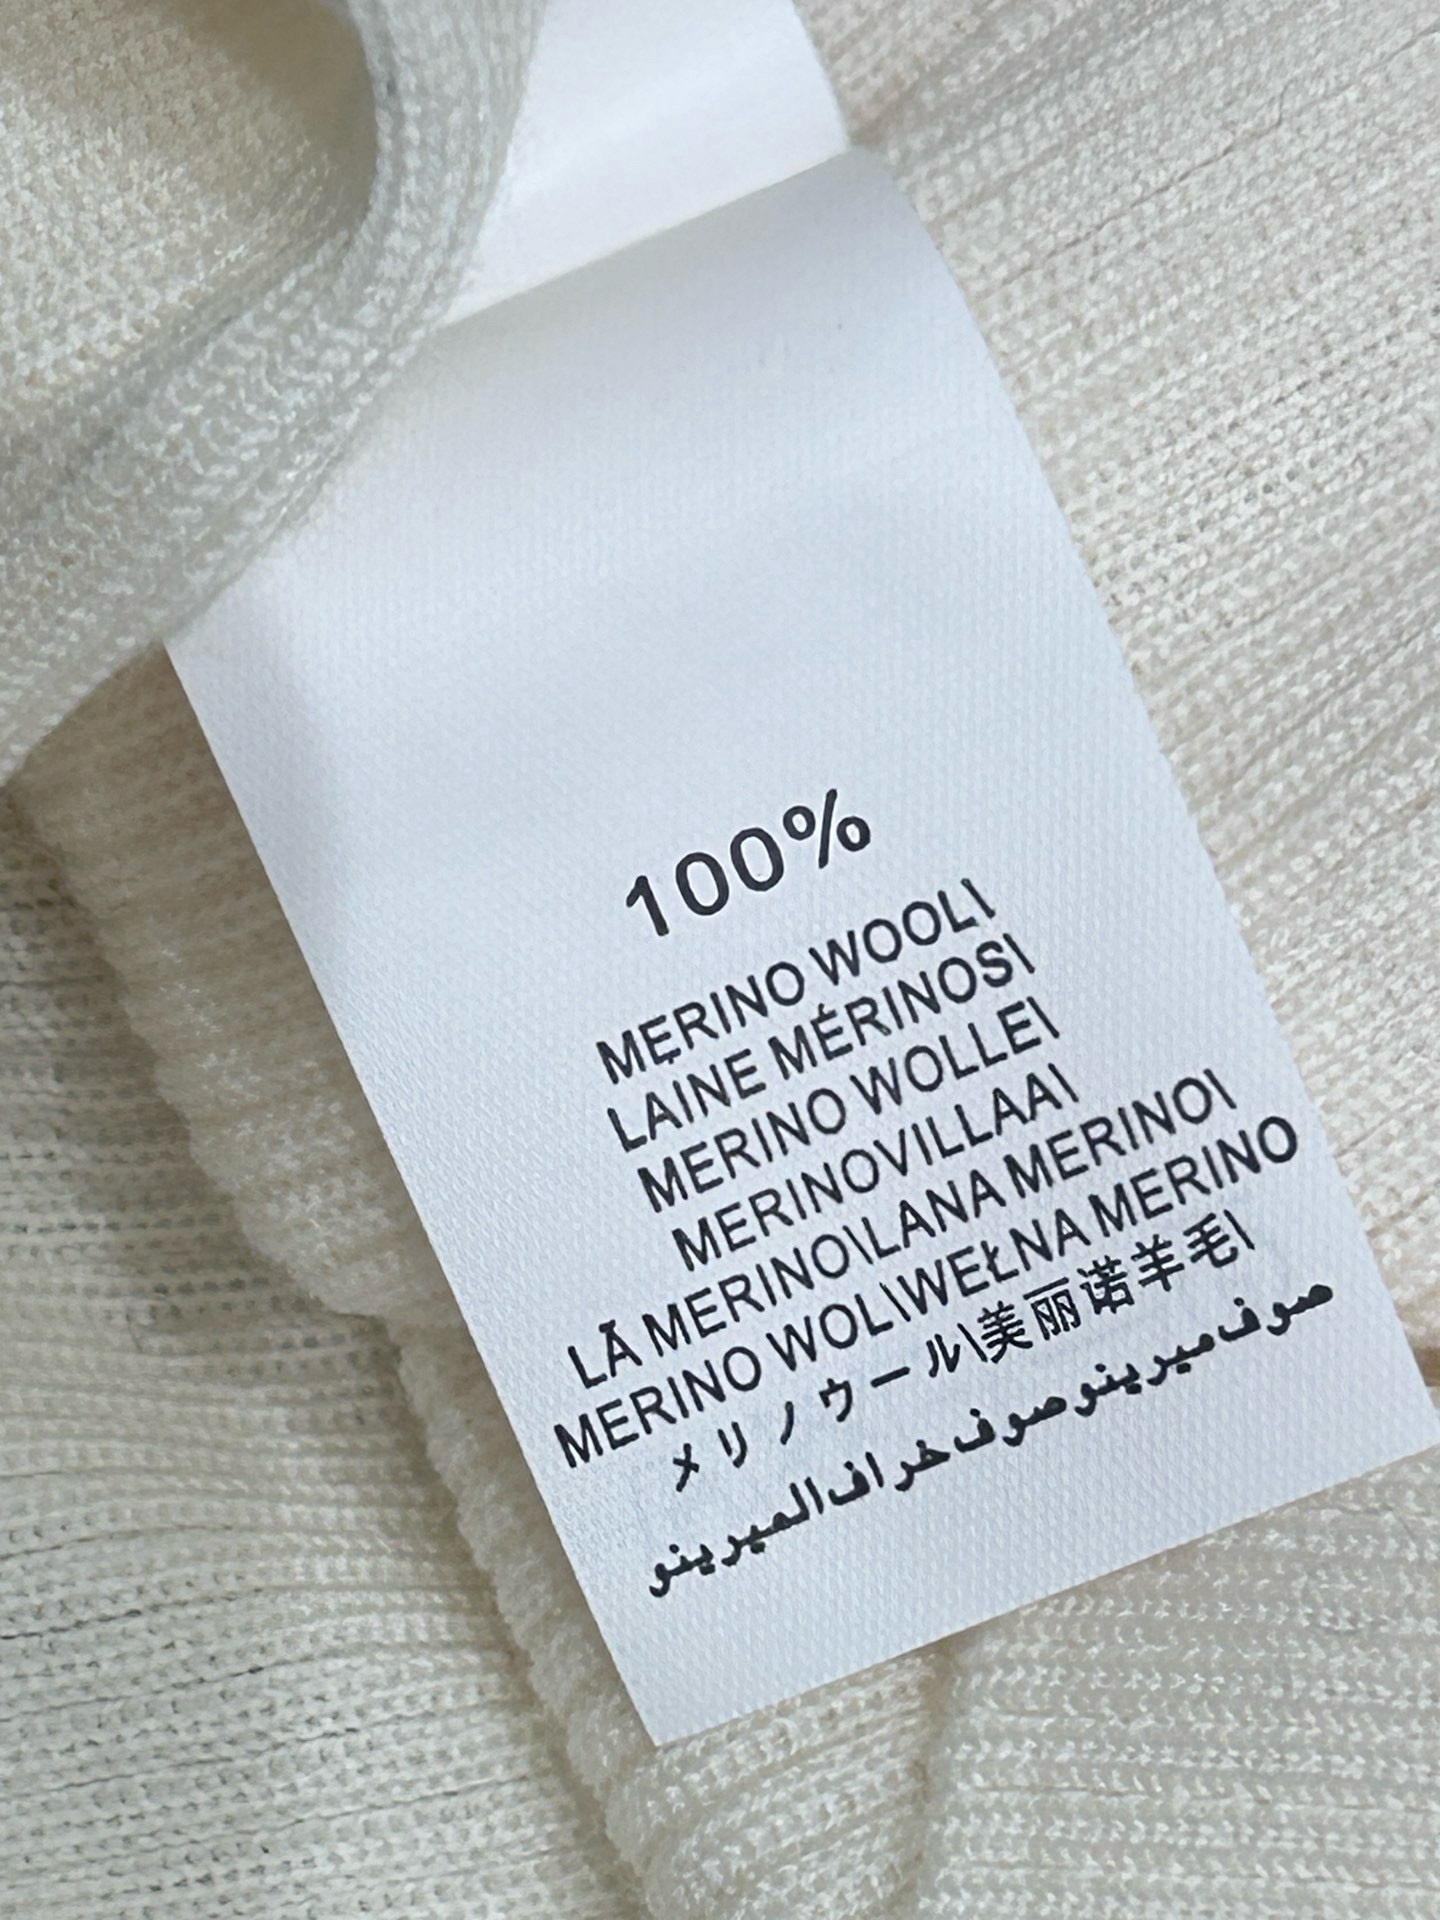 100%
MERINO WOOL\
LAINE MÉRINOS\
MERINO WOLLE\
MERINOVILLAA\
LÃ MERINO\LANA MERINO\
MERINO WOL\WEŁNA MERINO
メリノウール\美丽诺羊毛\
صوف ميرينو صوف خراف الميرينو